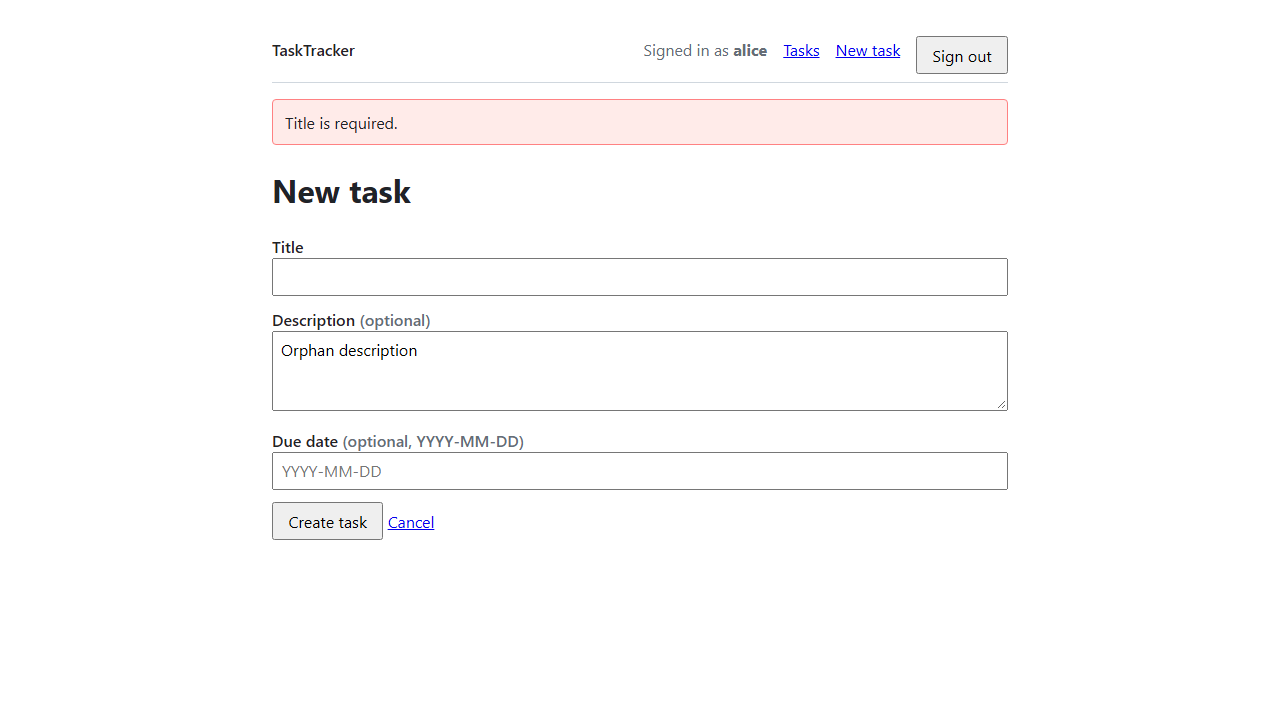 TaskTracker Signed in as alice Tasks New task Sign out
Title is required.
New task
Title
Description (optional)
Orphan description
Due date (optional, YYYY-MM-DD)
YYYY-MM-DD
Create task Cancel